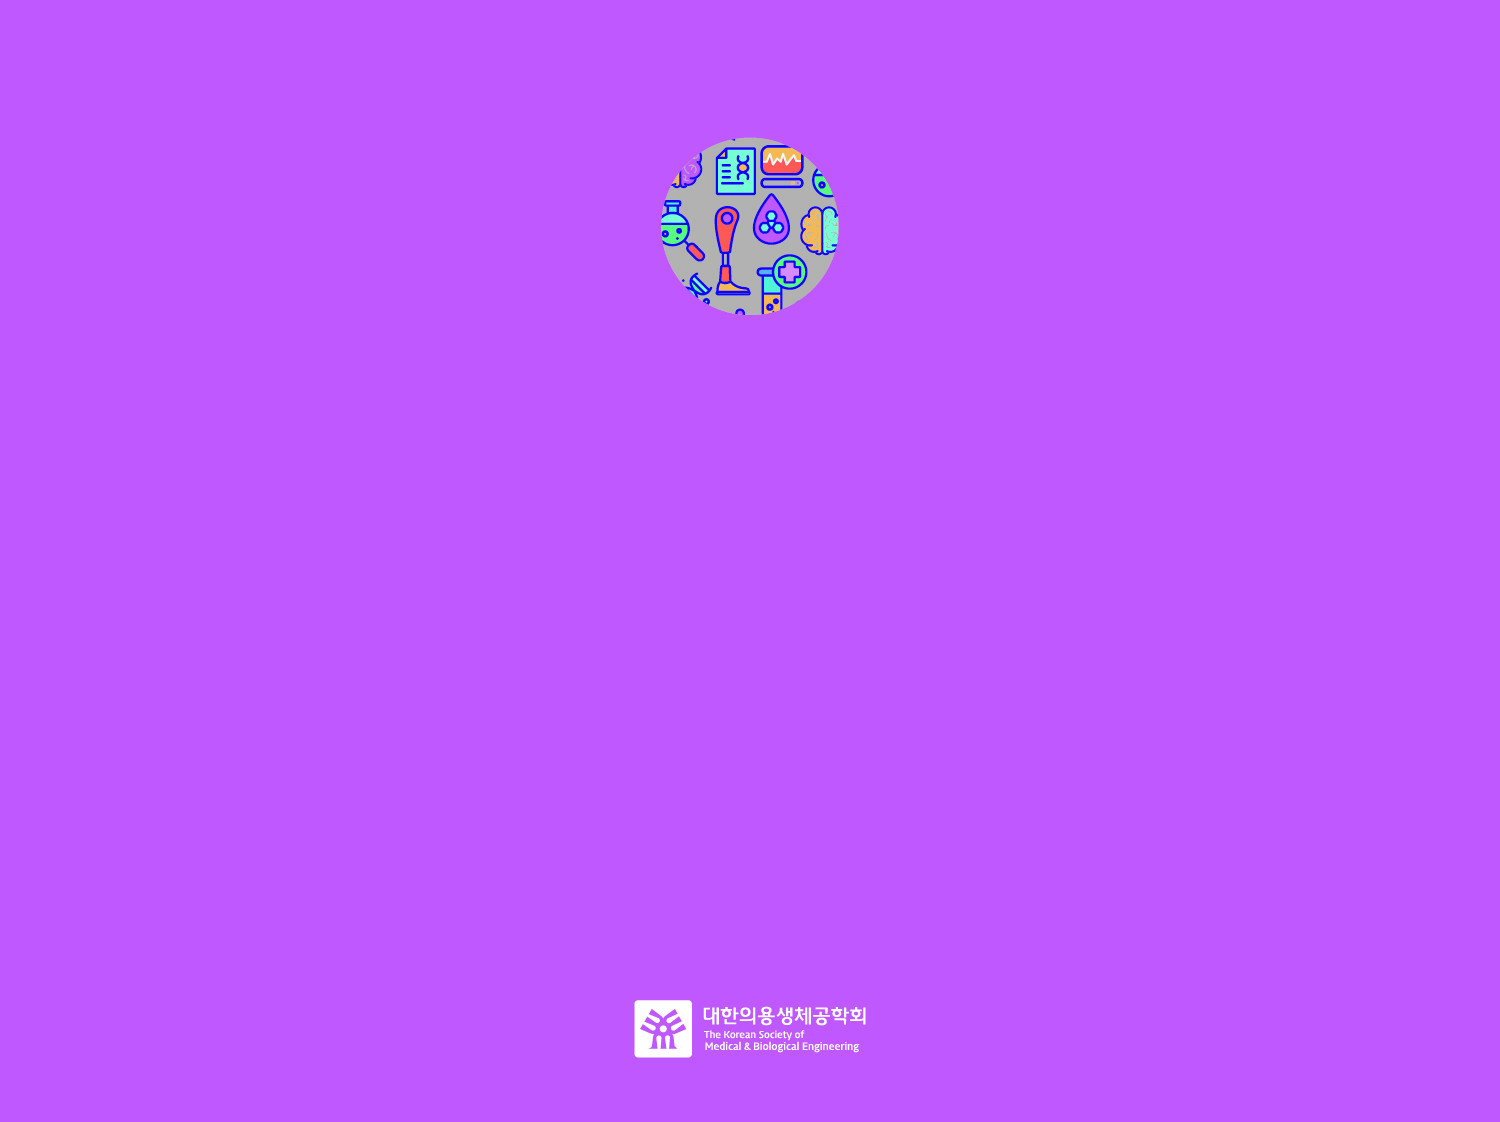 대한의용생체공학회
The Korean Society of
Medical & Biological Engineering